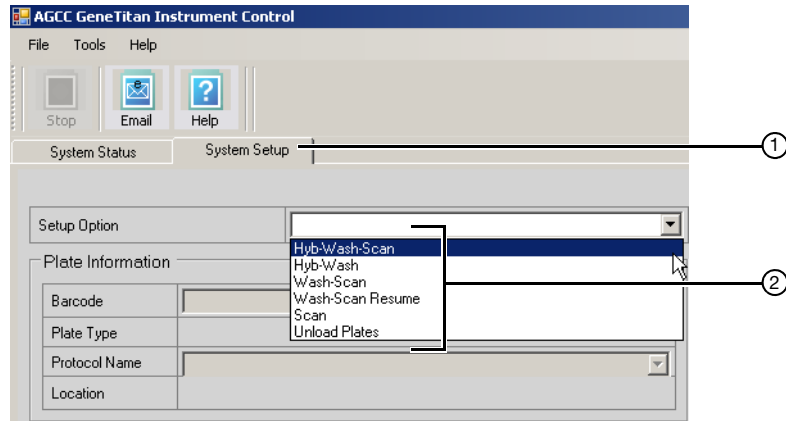 AGCC GeneTitan Instrument Control
File Tools Help
Stop Email Help
System Status System Setup
1
Setup Option
Hyb-Wash-Scan
Hyb-Wash
Wash-Scan
Wash-Scan Resume
Scan
Unload Plates
2
Plate Information
Barcode
Plate Type
Protocol Name
Location